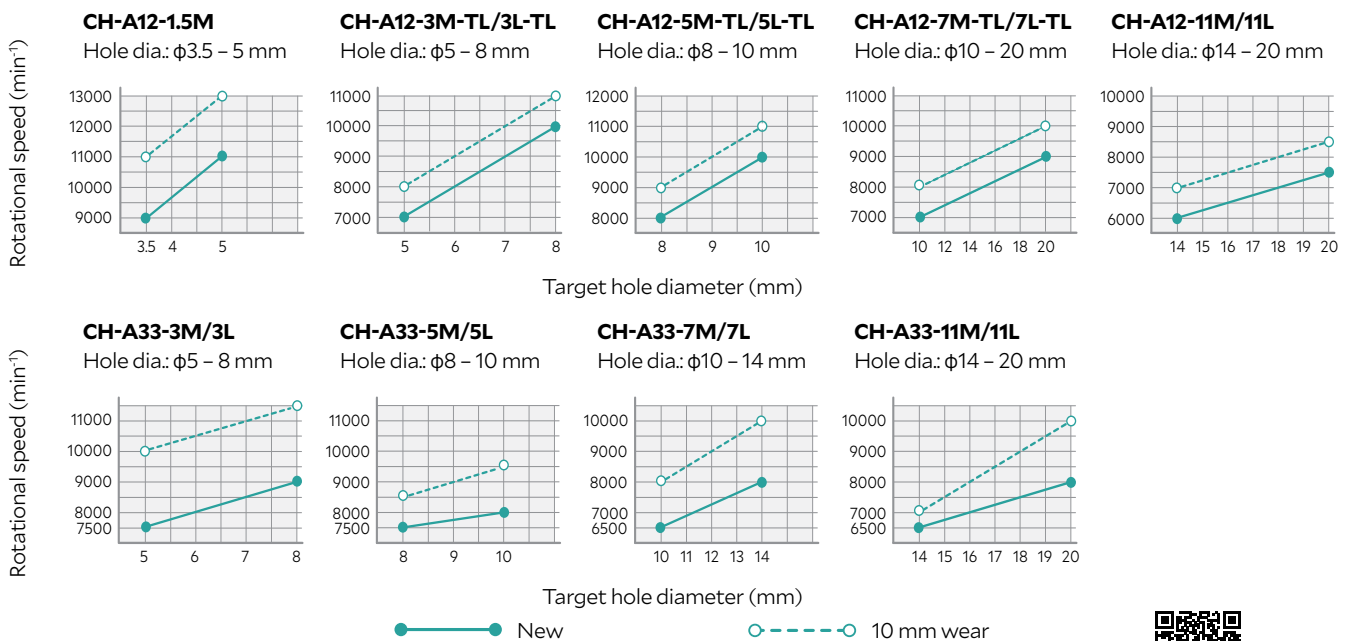 CH-A12-1.5M
Hole dia.: φ3.5 – 5 mm
CH-A12-3M-TL/3L-TL
Hole dia.: φ5 – 8 mm
CH-A12-5M-TL/5L-TL
Hole dia.: φ8 – 10 mm
CH-A12-7M-TL/7L-TL
Hole dia.: φ10 – 20 mm
CH-A12-11M/11L
Hole dia.: φ14 – 20 mm
Rotational speed (min⁻¹)
13000
12000
11000
10000
9000
3.5 4 5
11000
10000
9000
8000
7000
5 6 7 8
12000
11000
10000
9000
8000
8 9 10
11000
10000
9000
8000
7000
10 12 14 16 18 20
10000
9000
8000
7000
6000
14 15 16 17 18 19 20
Target hole diameter (mm)
CH-A33-3M/3L
Hole dia.: φ5 – 8 mm
CH-A33-5M/5L
Hole dia.: φ8 – 10 mm
CH-A33-7M/7L
Hole dia.: φ10 – 14 mm
CH-A33-11M/11L
Hole dia.: φ14 – 20 mm
Rotational speed (min⁻¹)
11000
10000
9000
8000
7500
5 6 7 8
11000
10000
9000
8000
7500
8 9 10
10000
9000
8000
7000
6500
10 11 12 13 14
10000
9000
8000
7000
6500
14 15 16 17 18 19 20
Target hole diameter (mm)
New
10 mm wear